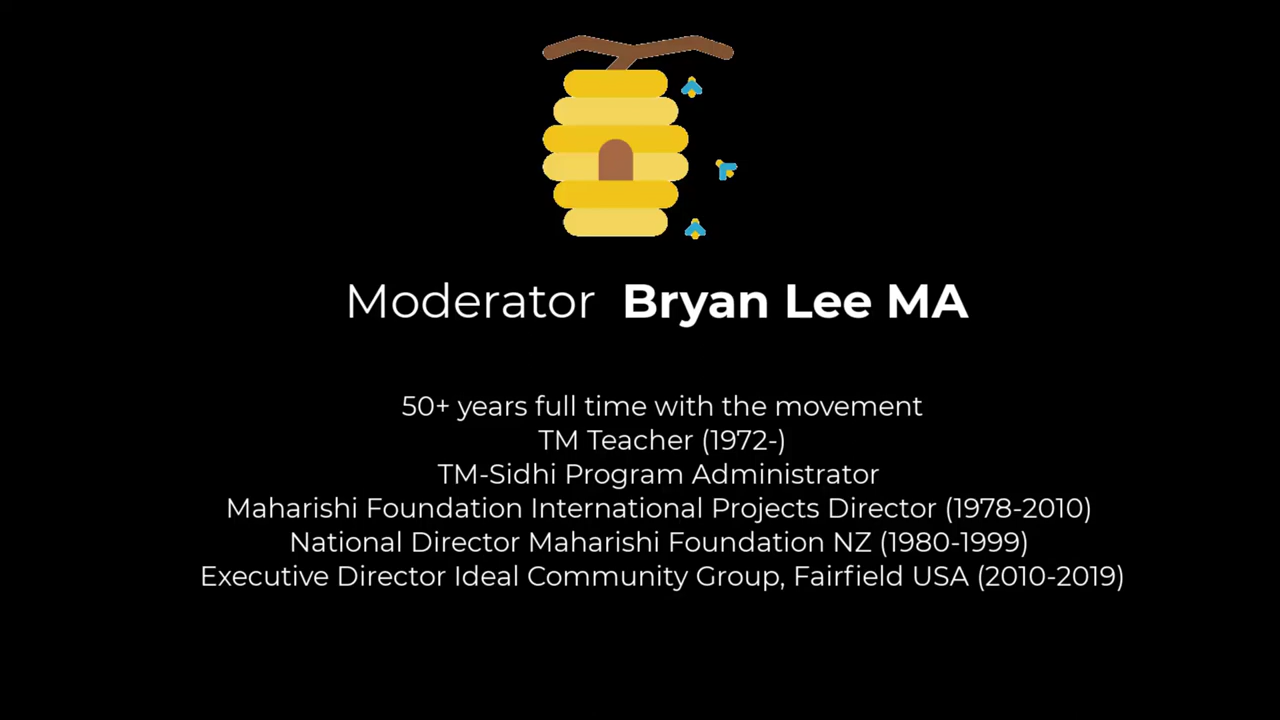 Moderator Bryan Lee MA
50+ years full time with the movement
TM Teacher (1972-)
TM-Sidhi Program Administrator
Maharishi Foundation International Projects Director (1978-2010)
National Director Maharishi Foundation NZ (1980-1999)
Executive Director Ideal Community Group, Fairfield USA (2010-2019)